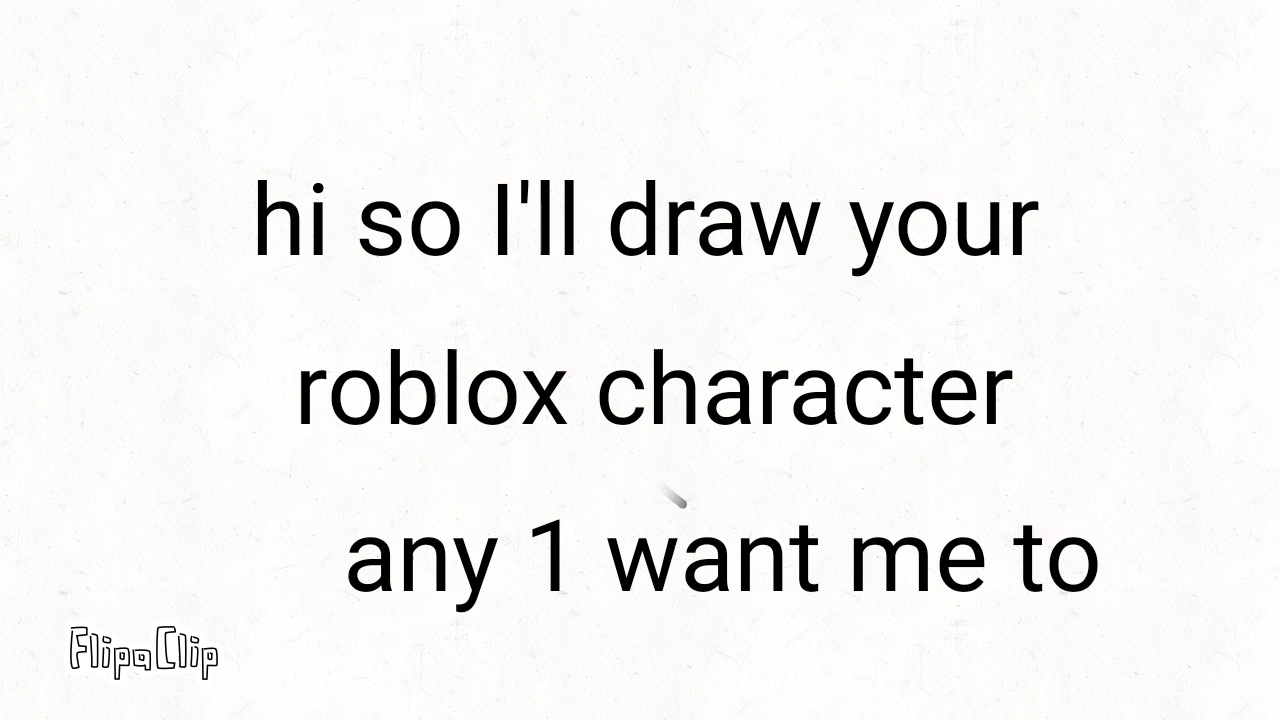 hi so I'll draw your
roblox character
any 1 want me to
FlipaClip